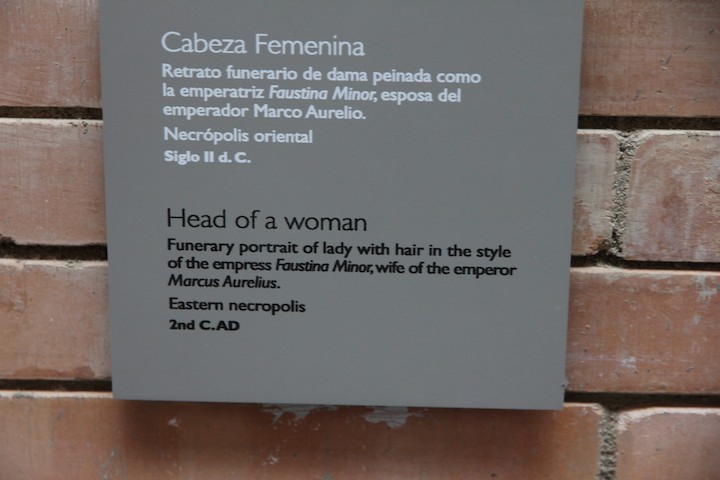 Cabeza Femenina
Retrato funerario de dama peinada como
la emperatriz Faustina Minor, esposa del
emperador Marco Aurelio.
Necrópolis oriental
Siglo II d. C.
Head of a woman
Funerary portrait of lady with hair in the style
of the empress Faustina Minor, wife of the emperor
Marcus Aurelius.
Eastern necropolis
2nd C. AD